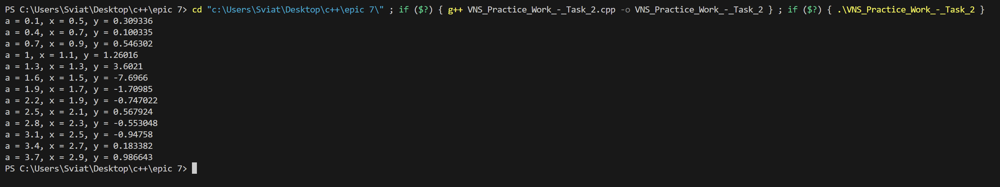 PS C:\Users\Sviat\Desktop\c++\epic 7> cd "c:\Users\Sviat\Desktop\c++\epic 7\" ; if ($?) { g++ VNS_Practice_Work_-_Task_2.cpp -o VNS_Practice_Work_-_Task_2 } ; if ($?) { .\VNS_Practice_Work_-_Task_2 }
a = 0.1, x = 0.5, y = 0.309336
a = 0.4, x = 0.7, y = 0.100335
a = 0.7, x = 0.9, y = 0.546302
a = 1, x = 1.1, y = 1.26016
a = 1.3, x = 1.3, y = 3.6021
a = 1.6, x = 1.5, y = -7.6966
a = 1.9, x = 1.7, y = -1.70985
a = 2.2, x = 1.9, y = -0.747022
a = 2.5, x = 2.1, y = 0.567924
a = 2.8, x = 2.3, y = -0.553048
a = 3.1, x = 2.5, y = -0.94758
a = 3.4, x = 2.7, y = 0.183382
a = 3.7, x = 2.9, y = 0.986643
PS C:\Users\Sviat\Desktop\c++\epic 7>